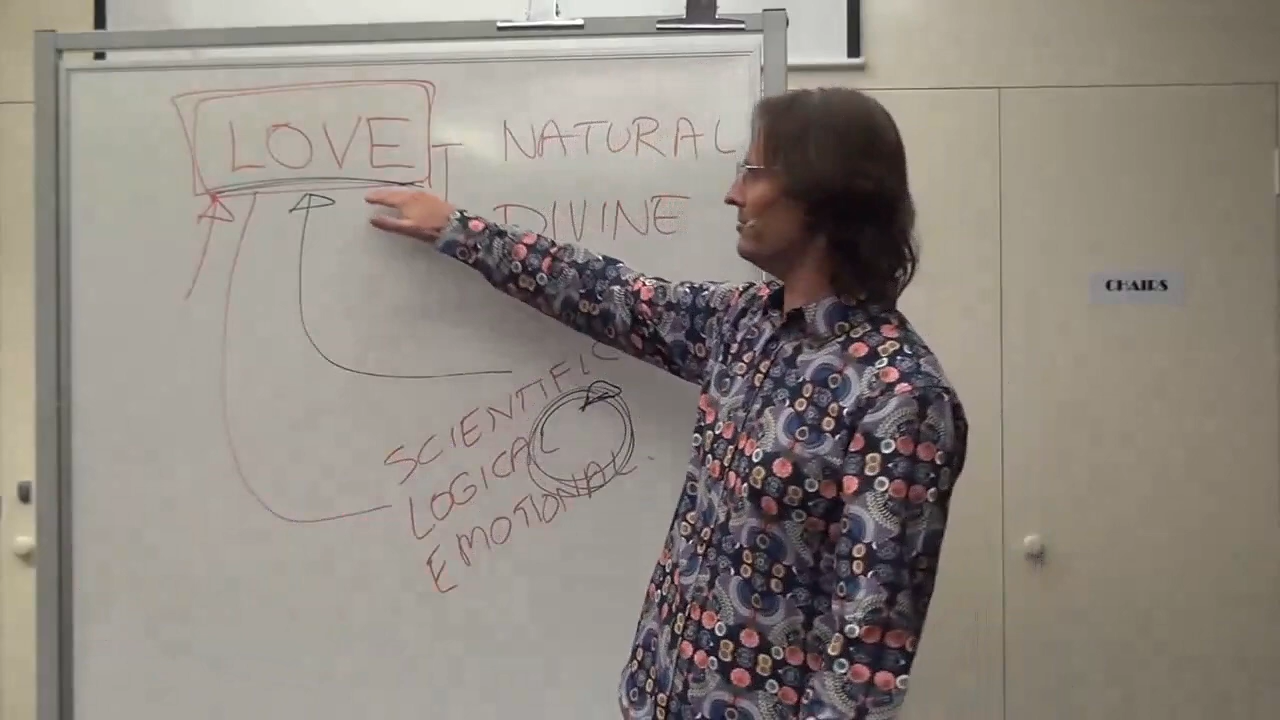 LOVE
NATURAL
DIVINE
SCIENTIFIC
LOGICAL
EMOTIONAL.
CHAIRS